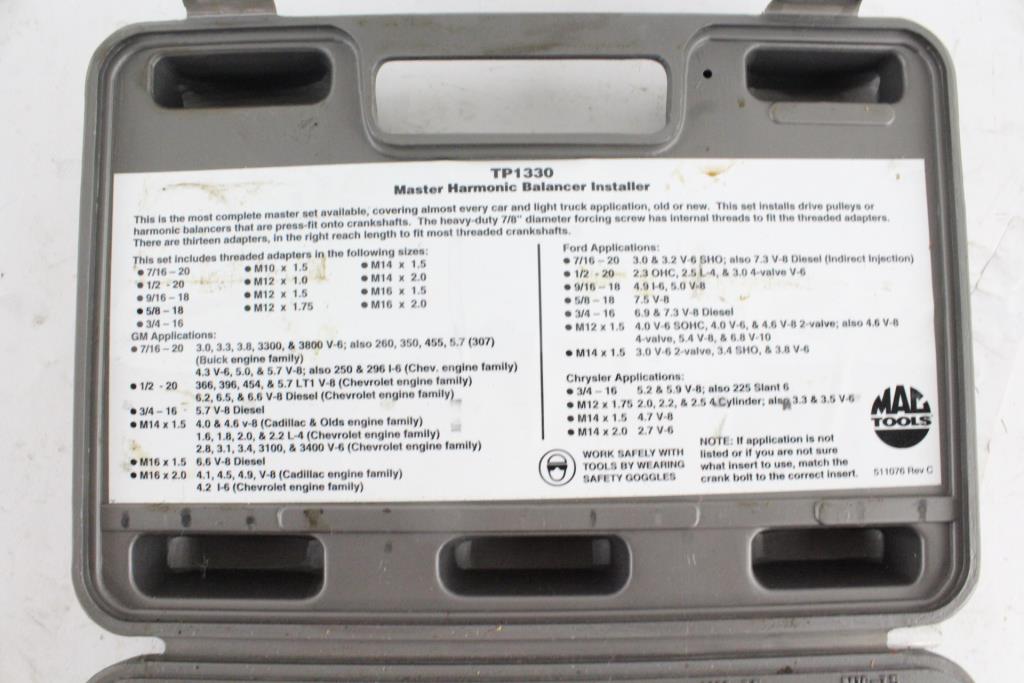 TP1330
Master Harmonic Balancer Installer
This is the most complete master set available, covering almost every car and light truck application, old or new. This set installs drive pulleys or
harmonic balancers that are press-fit onto crankshafts. The heavy-duty 7/8" diameter forcing screw has internal threads to fit the threaded adapters.
There are thirteen adapters, in the right reach length to fit most threaded crankshafts.
This set includes threaded adapters in the following sizes:
• 7/16 – 20
• 1/2 - 20
• 9/16 – 18
• 5/8 – 18
• 3/4 – 16
• M10 x 1.5
• M12 x 1.0
• M12 x 1.5
• M12 x 1.75
• M14 x 1.5
• M14 x 2.0
• M16 x 1.5
• M16 x 2.0
GM Applications:
• 7/16 – 20 3.0, 3.3, 3.8, 3300, & 3800 V-6; also 260, 350, 455, 5.7 (307)
(Buick engine family)
4.3 V-6, 5.0, & 5.7 V-8; also 250 & 296 I-6 (Chev. engine family)
• 1/2 - 20 366, 396, 454, & 5.7 LT1 V-8 (Chevrolet engine family)
6.2, 6.5, & 6.6 V-8 Diesel (Chevrolet engine family)
• 3/4 – 16 5.7 V-8 Diesel
• M14 x 1.5 4.0 & 4.6 v-8 (Cadillac & Olds engine family)
1.6, 1.8, 2.0, & 2.2 L-4 (Chevrolet engine family)
2.8, 3.1, 3.4, 3100, & 3400 V-6 (Chevrolet engine family)
• M16 x 1.5 6.6 V-8 Diesel
• M16 x 2.0 4.1, 4.5, 4.9, V-8 (Cadillac engine family)
4.2 I-6 (Chevrolet engine family)
Ford Applications:
• 7/16 – 20 3.0 & 3.2 V-6 SHO; also 7.3 V-8 Diesel (Indirect Injection)
• 1/2 - 20 2.3 OHC, 2.5 L-4, & 3.0 4-valve V-6
• 9/16 – 18 4.9 I-6, 5.0 V-8
• 5/8 – 18 7.5 V-8
• 3/4 – 16 6.9 & 7.3 V-8 Diesel
• M12 x 1.5 4.0 V-6 SOHC, 4.0 V-6, & 4.6 V-8 2-valve; also 4.6 V-8
4-valve, 5.4 V-8, & 6.8 V-10
• M14 x 1.5 3.0 V-6 2-valve, 3.4 SHO, & 3.8 V-6
Chrysler Applications:
• 3/4 – 16 5.2 & 5.9 V-8; also 225 Slant 6
• M12 x 1.75 2.0, 2.2, & 2.5 4 Cylinder; also 3.3 & 3.5 V-6
• M14 x 1.5 4.7 V-8
• M14 x 2.0 2.7 V-6
WORK SAFELY WITH
TOOLS BY WEARING
SAFETY GOGGLES
NOTE: If application is not
listed or if you are not sure
what insert to use, match the
crank bolt to the correct insert.
MAC
TOOLS
511076 Rev C